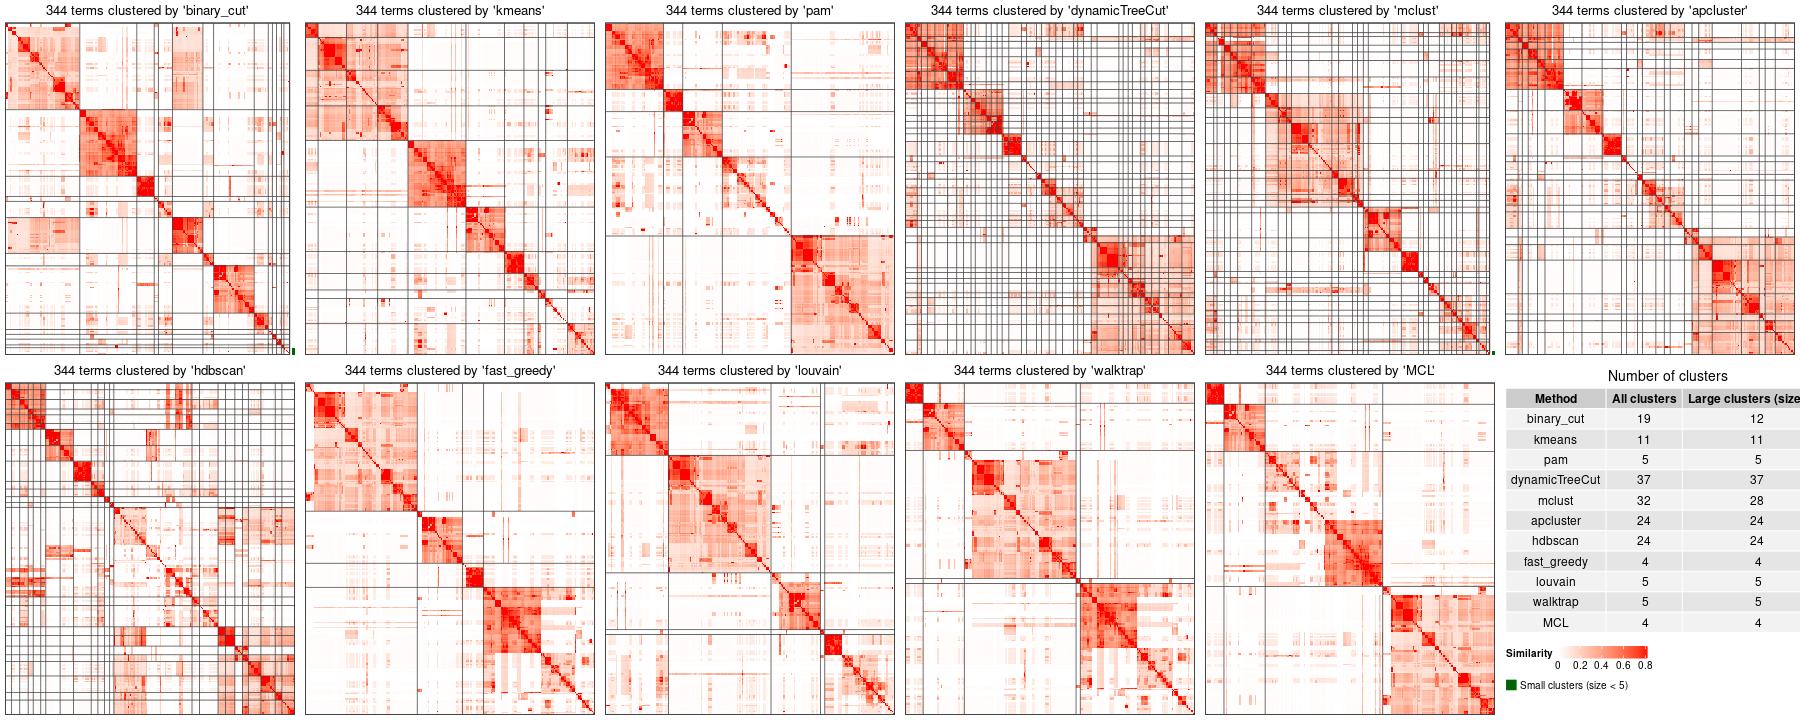 344 terms clustered by 'binary_cut'
344 terms clustered by 'kmeans'
344 terms clustered by 'pam'
344 terms clustered by 'dynamicTreeCut'
344 terms clustered by 'mclust'
344 terms clustered by 'apcluster'
344 terms clustered by 'hdbscan'
344 terms clustered by 'fast_greedy'
344 terms clustered by 'louvain'
344 terms clustered by 'walktrap'
344 terms clustered by 'MCL'
Number of clusters
Method All clusters Large clusters (size
binary_cut 19 12
kmeans 11 11
pam 5 5
dynamicTreeCut 37 37
mclust 32 28
apcluster 24 24
hdbscan 24 24
fast_greedy 4 4
louvain 5 5
walktrap 5 5
MCL 4 4
Similarity
0 0.2 0.4 0.6 0.8
Small clusters (size < 5)